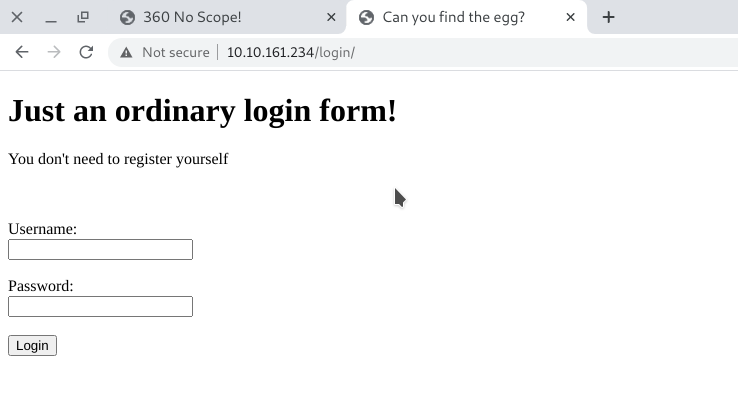 360 No Scope!
Can you find the egg?
Not secure
10.10.161.234/login/
Just an ordinary login form!
You don't need to register yourself
Username:
Password:
Login